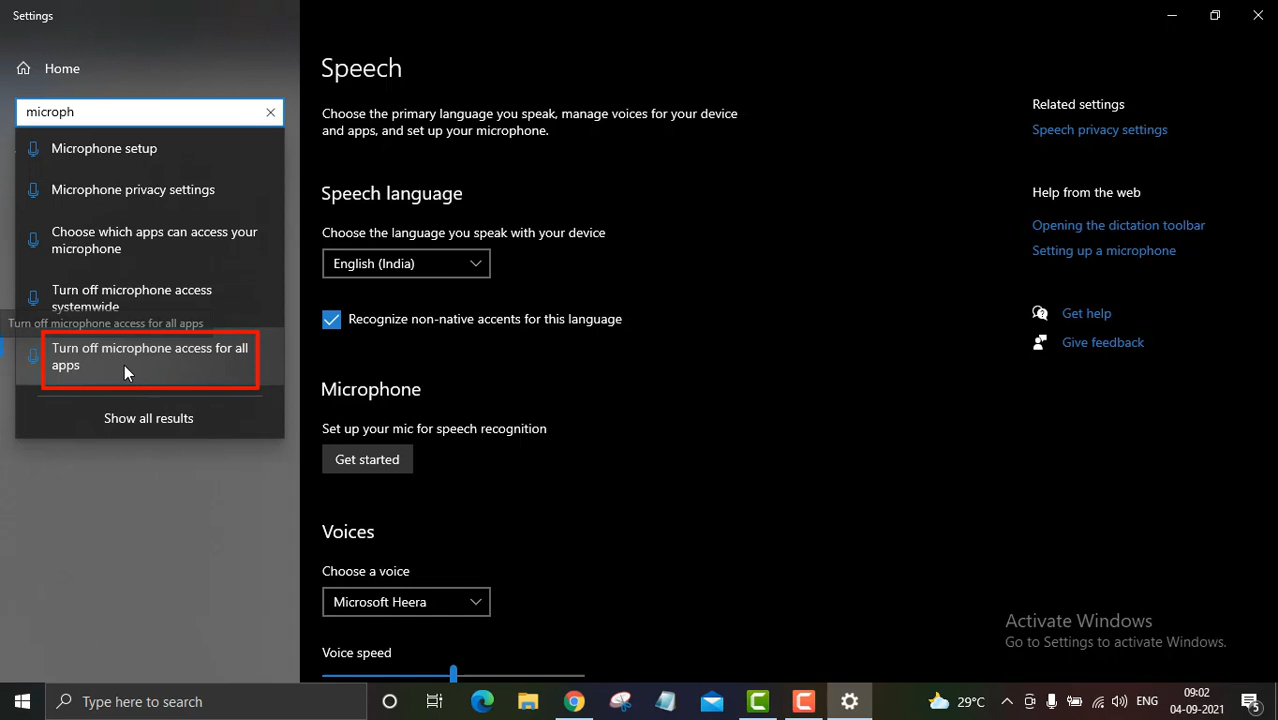 Settings
Home
microph
Microphone setup
Microphone privacy settings
Choose which apps can access your
microphone
Turn off microphone access
systemwide
Turn off microphone access for all apps
Turn off microphone access for all
apps
Show all results
Speech
Choose the primary language you speak, manage voices for your device
and apps, and set up your microphone.
Speech language
Choose the language you speak with your device
English (India)
Recognize non-native accents for this language
Microphone
Set up your mic for speech recognition
Get started
Voices
Choose a voice
Microsoft Heera
Voice speed
Related settings
Speech privacy settings
Help from the web
Opening the dictation toolbar
Setting up a microphone
Get help
Give feedback
Activate Windows
Go to Settings to activate Windows.
Type here to search
29°C
ENG
09:02
04-09-2021
5